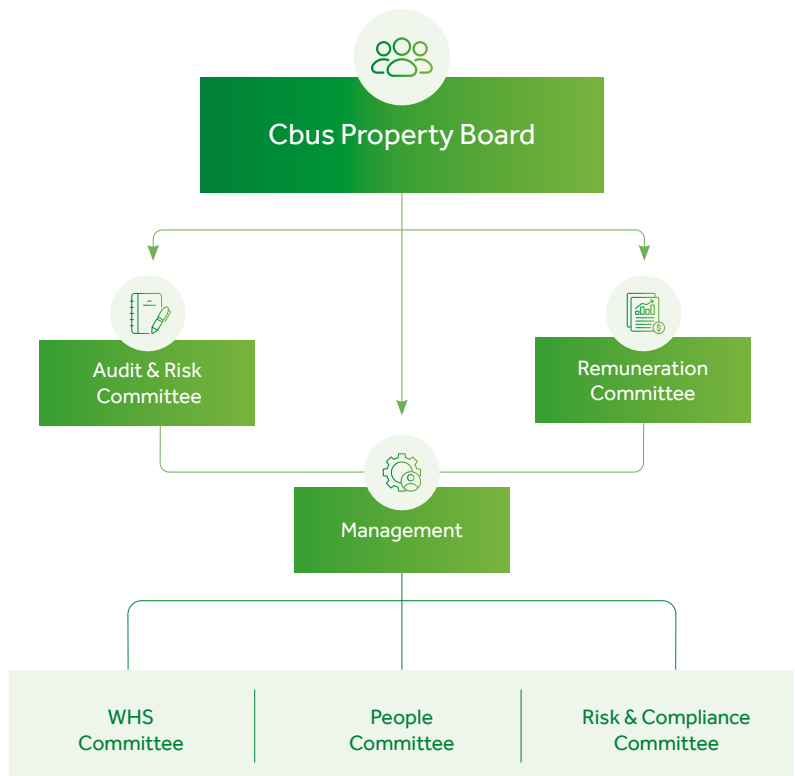 Cbus Property Board
Audit & Risk
Committee
Remuneration
Committee
Management
WHS
Committee
People
Committee
Risk & Compliance
Committee